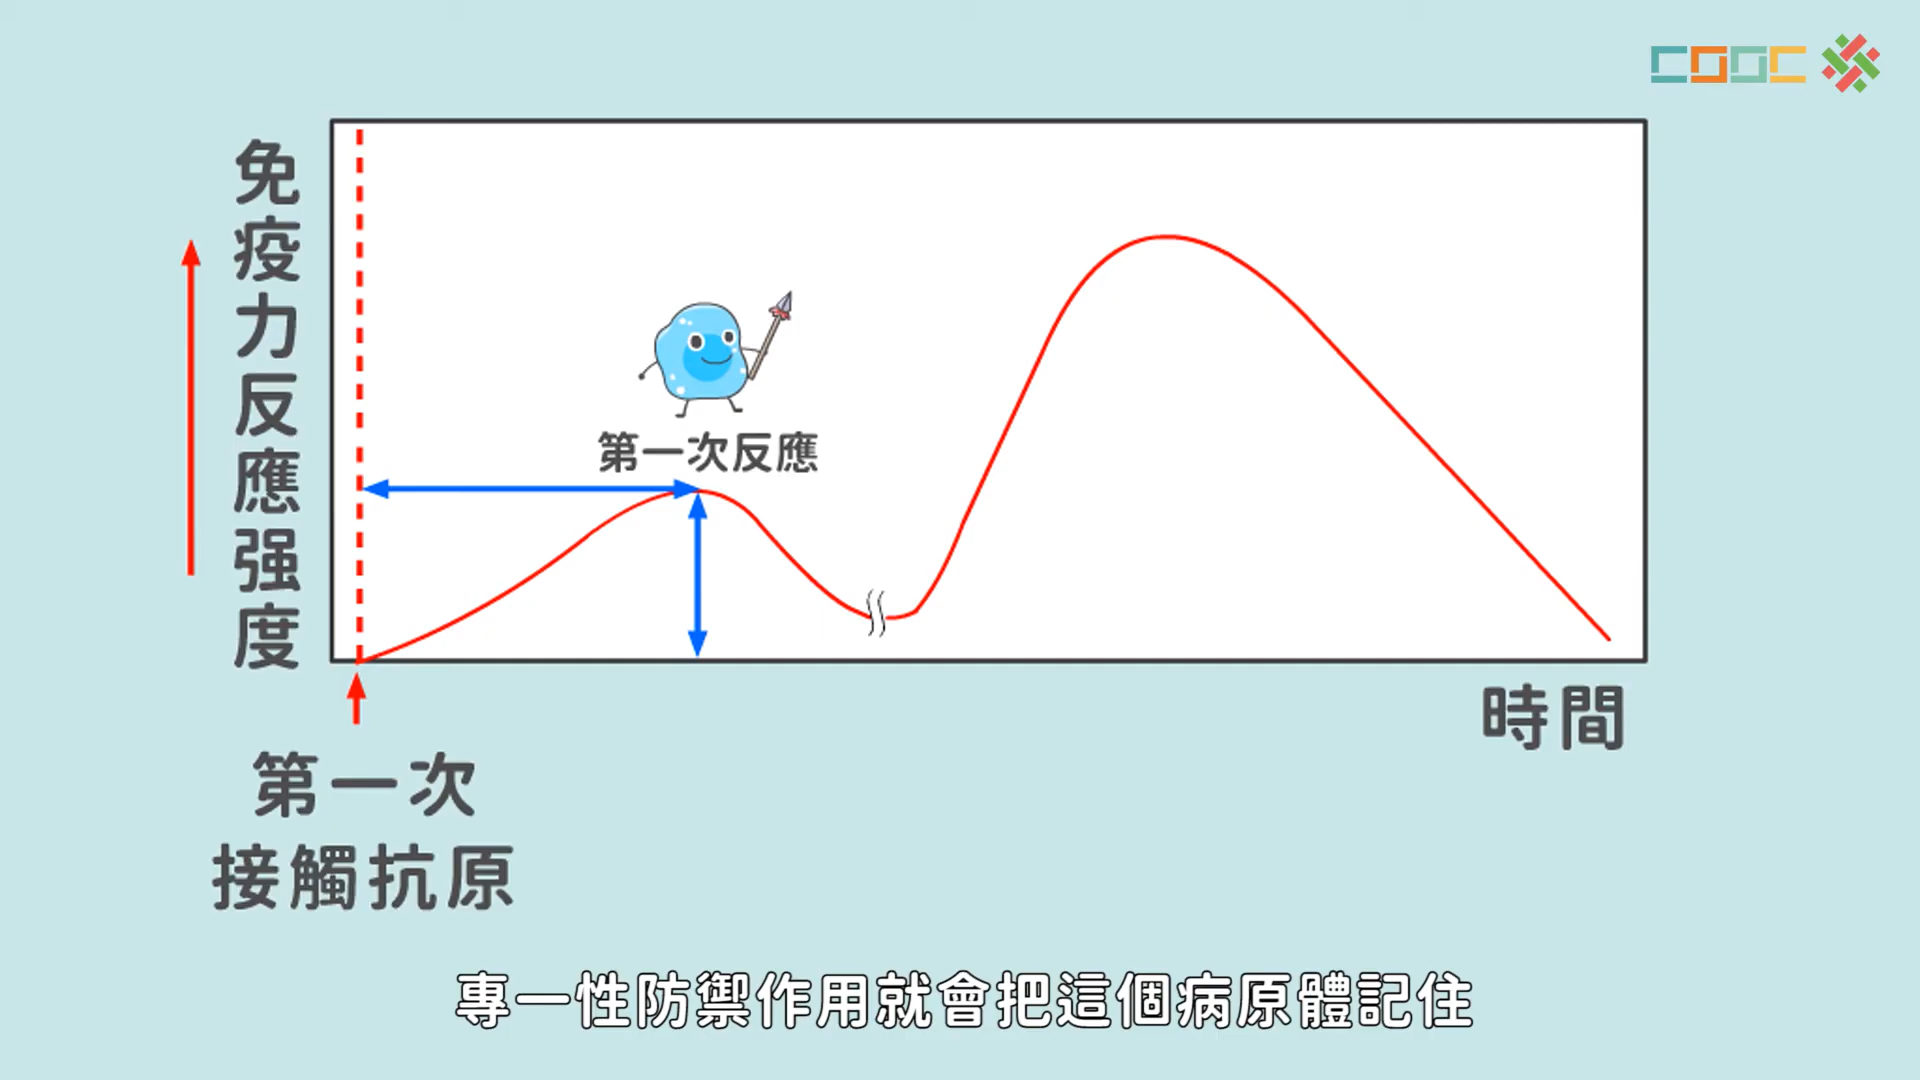 COOC
免疫力反應强度
第一次反應
時間
第一次
接觸抗原
專一性防禦作用就會把這個病原體記住